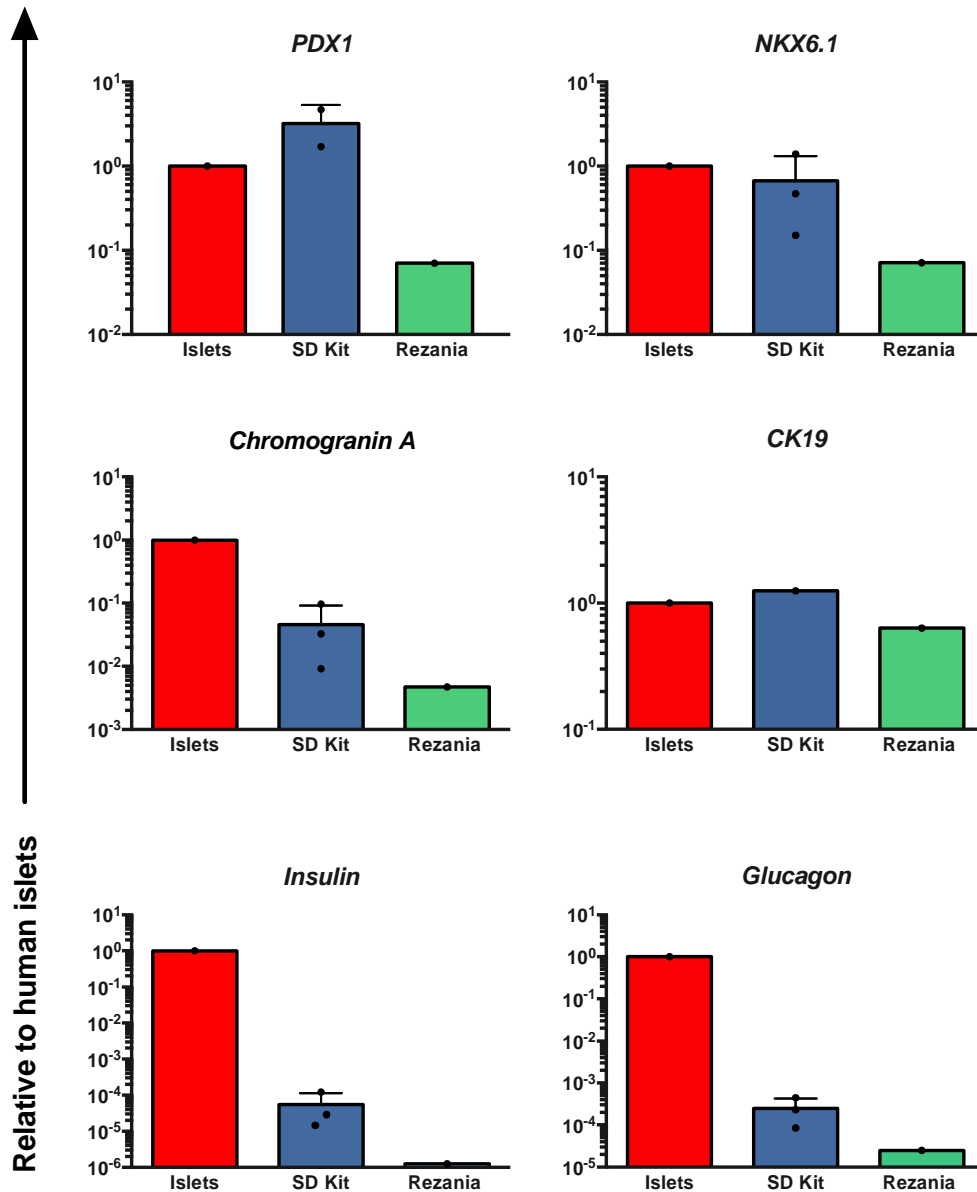 PDX1
10^1
10^0
10^-1
10^-2
Islets SD Kit Rezania
NKX6.1
10^1
10^0
10^-1
10^-2
Islets SD Kit Rezania
Chromogranin A
10^1
10^0
10^-1
10^-2
10^-3
Islets SD Kit Rezania
CK19
10^1
10^0
10^-1
Islets SD Kit Rezania
Insulin
10^1
10^0
10^-1
10^-2
10^-3
10^-4
10^-5
10^-6
Islets SD Kit Rezania
Glucagon
10^1
10^0
10^-1
10^-2
10^-3
10^-4
10^-5
Islets SD Kit Rezania
Relative to human islets